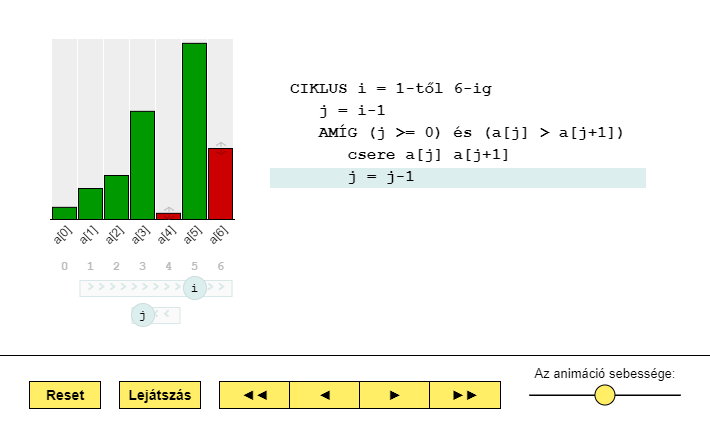 CIKLUS i = 1-től 6-ig
j = i-1
AMÍG (j >= 0) és (a[j] > a[j+1])
csere a[j] a[j+1]
j = j-1
a[0] a[1] a[2] a[3] a[4] a[5] a[6]
0 1 2 3 4 5 6
i
j
Az animáció sebessége:
Reset Lejátszás